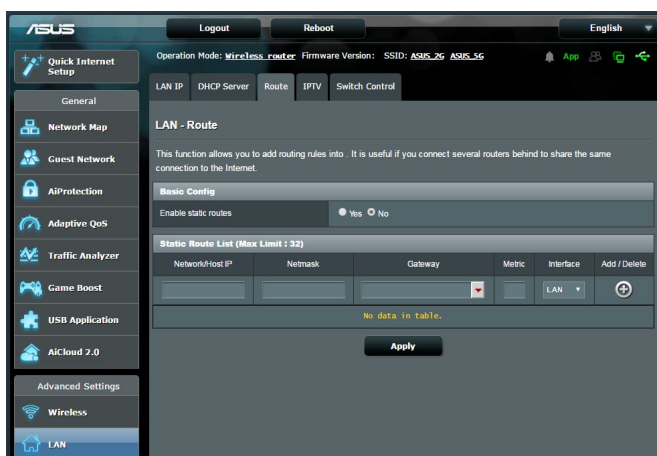 ASUS
Logout
Reboot
English
Quick Internet
Setup
Operation Mode: Wireless router Firmware Version: SSID: ASUS_2G ASUS_5G
App
LAN IP
DHCP Server
Route
IPTV
Switch Control
General
Network Map
Guest Network
AiProtection
Adaptive QoS
Traffic Analyzer
Game Boost
USB Application
AiCloud 2.0
Advanced Settings
Wireless
LAN
LAN - Route
This function allows you to add routing rules into . It is useful if you connect several routers behind to share the same
connection to the Internet.
Basic Config
Enable static routes
Yes No
Static Route List (Max Limit : 32)
Network/Host IP
Netmask
Gateway
Metric
Interface
Add / Delete
LAN
No data in table.
Apply